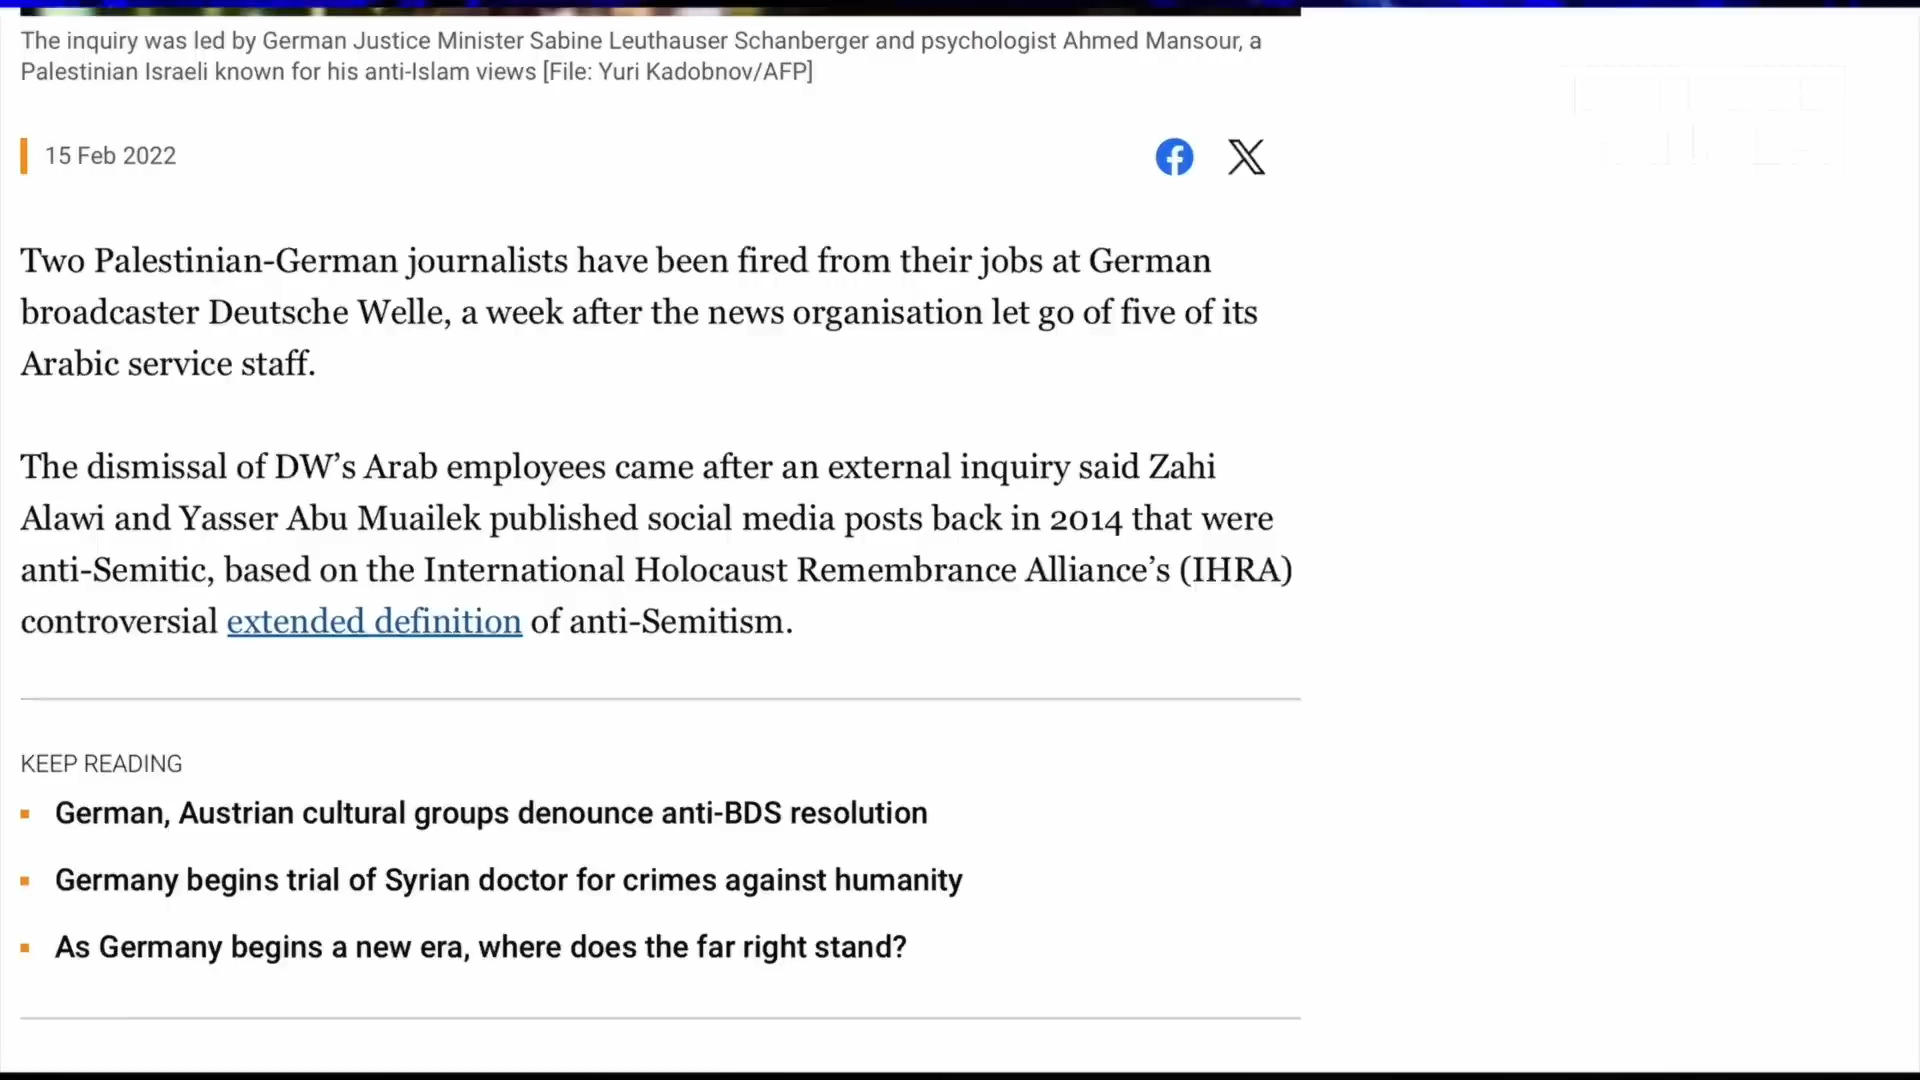 The inquiry was led by German Justice Minister Sabine Leuthauser Schanberger and psychologist Ahmed Mansour, a
Palestinian Israeli known for his anti-Islam views [File: Yuri Kadobnov/AFP]
15 Feb 2022
Two Palestinian-German journalists have been fired from their jobs at German
broadcaster Deutsche Welle, a week after the news organisation let go of five of its
Arabic service staff.
The dismissal of DW’s Arab employees came after an external inquiry said Zahi
Alawi and Yasser Abu Muailek published social media posts back in 2014 that were
anti-Semitic, based on the International Holocaust Remembrance Alliance’s (IHRA)
controversial extended definition of anti-Semitism.
KEEP READING
German, Austrian cultural groups denounce anti-BDS resolution
Germany begins trial of Syrian doctor for crimes against humanity
As Germany begins a new era, where does the far right stand?